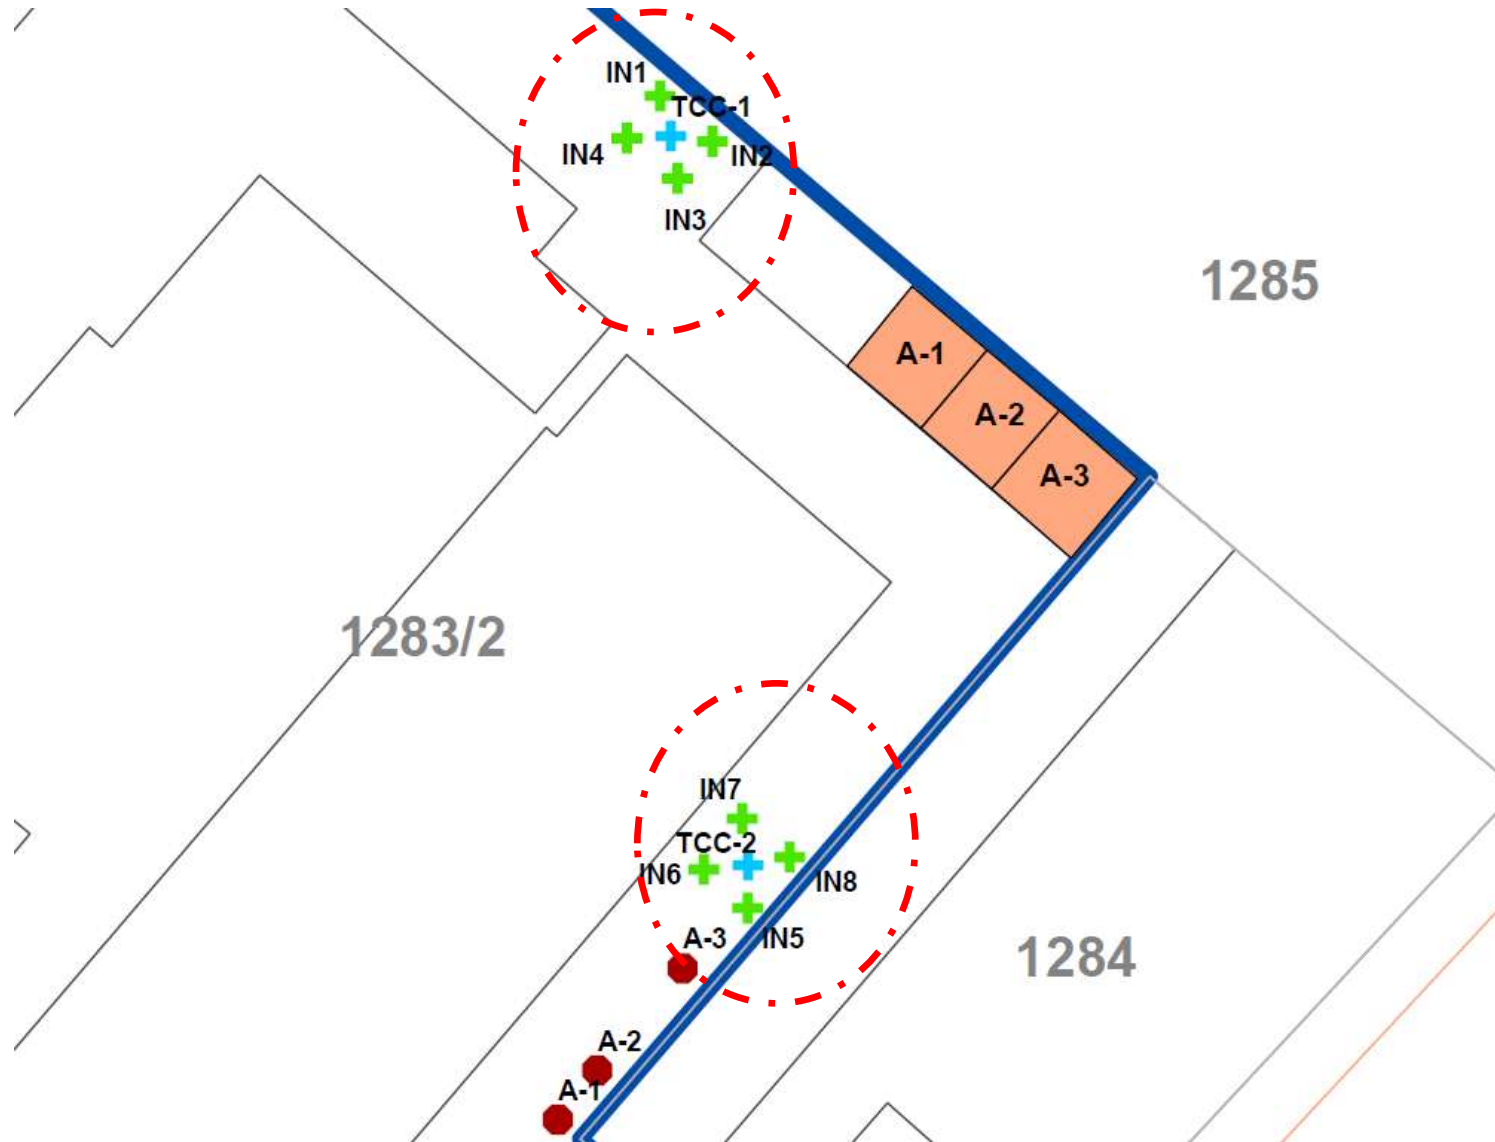 IN1
TCC-1
IN4
IN2
IN3
1285
A-1
A-2
A-3
1283/2
IN7
TCC-2
IN6
IN8
A-3
IN5
1284
A-2
A-1